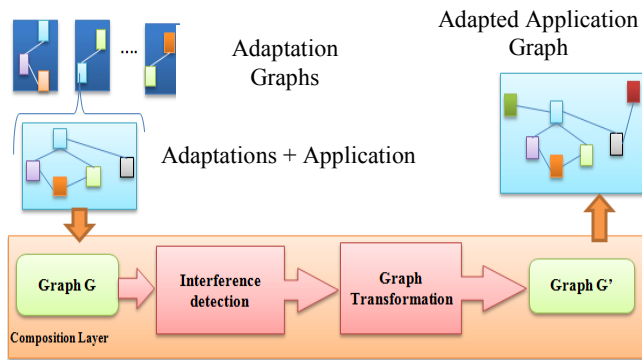 Adapted Application
Graph
....
Adaptation
Graphs
Adaptations + Application
Graph G
Interference
detection
Graph
Transformation
Graph G’
Composition Layer